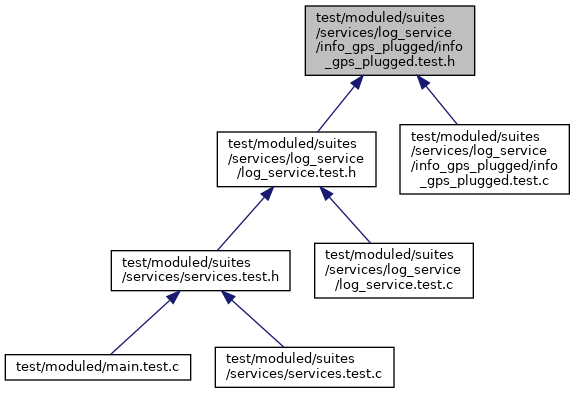 test/moduled/suites
/services/log_service
/info_gps_plugged/info
_gps_plugged.test.h
test/moduled/suites
/services/log_service
/log_service.test.h
test/moduled/suites
/services/log_service
/info_gps_plugged/info
_gps_plugged.test.c
test/moduled/suites
/services/services.test.h
test/moduled/suites
/services/log_service
/log_service.test.c
test/moduled/main.test.c
test/moduled/suites
/services/services.test.c